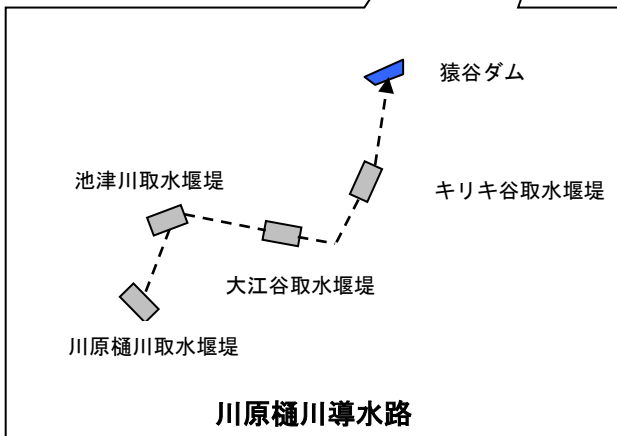 猿谷ダム
池津川取水堰堤
キリキ谷取水堰堤
大江谷取水堰堤
川原樋川取水堰堤
川原樋川導水路